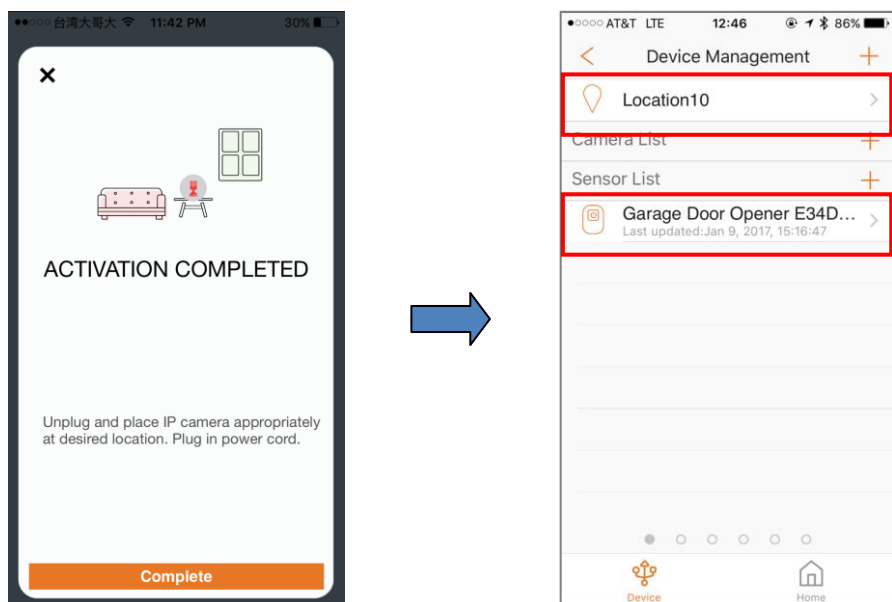 台湾大哥大 11:42 PM 30%
ACTIVATION COMPLETED
Unplug and place IP camera appropriately
at desired location. Plug in power cord.
Complete
AT&T LTE 12:46 86%
Device Management
Location10
Camera List
Sensor List
Garage Door Opener E34D...
Last updated:Jan 9, 2017, 15:16:47
Device Home